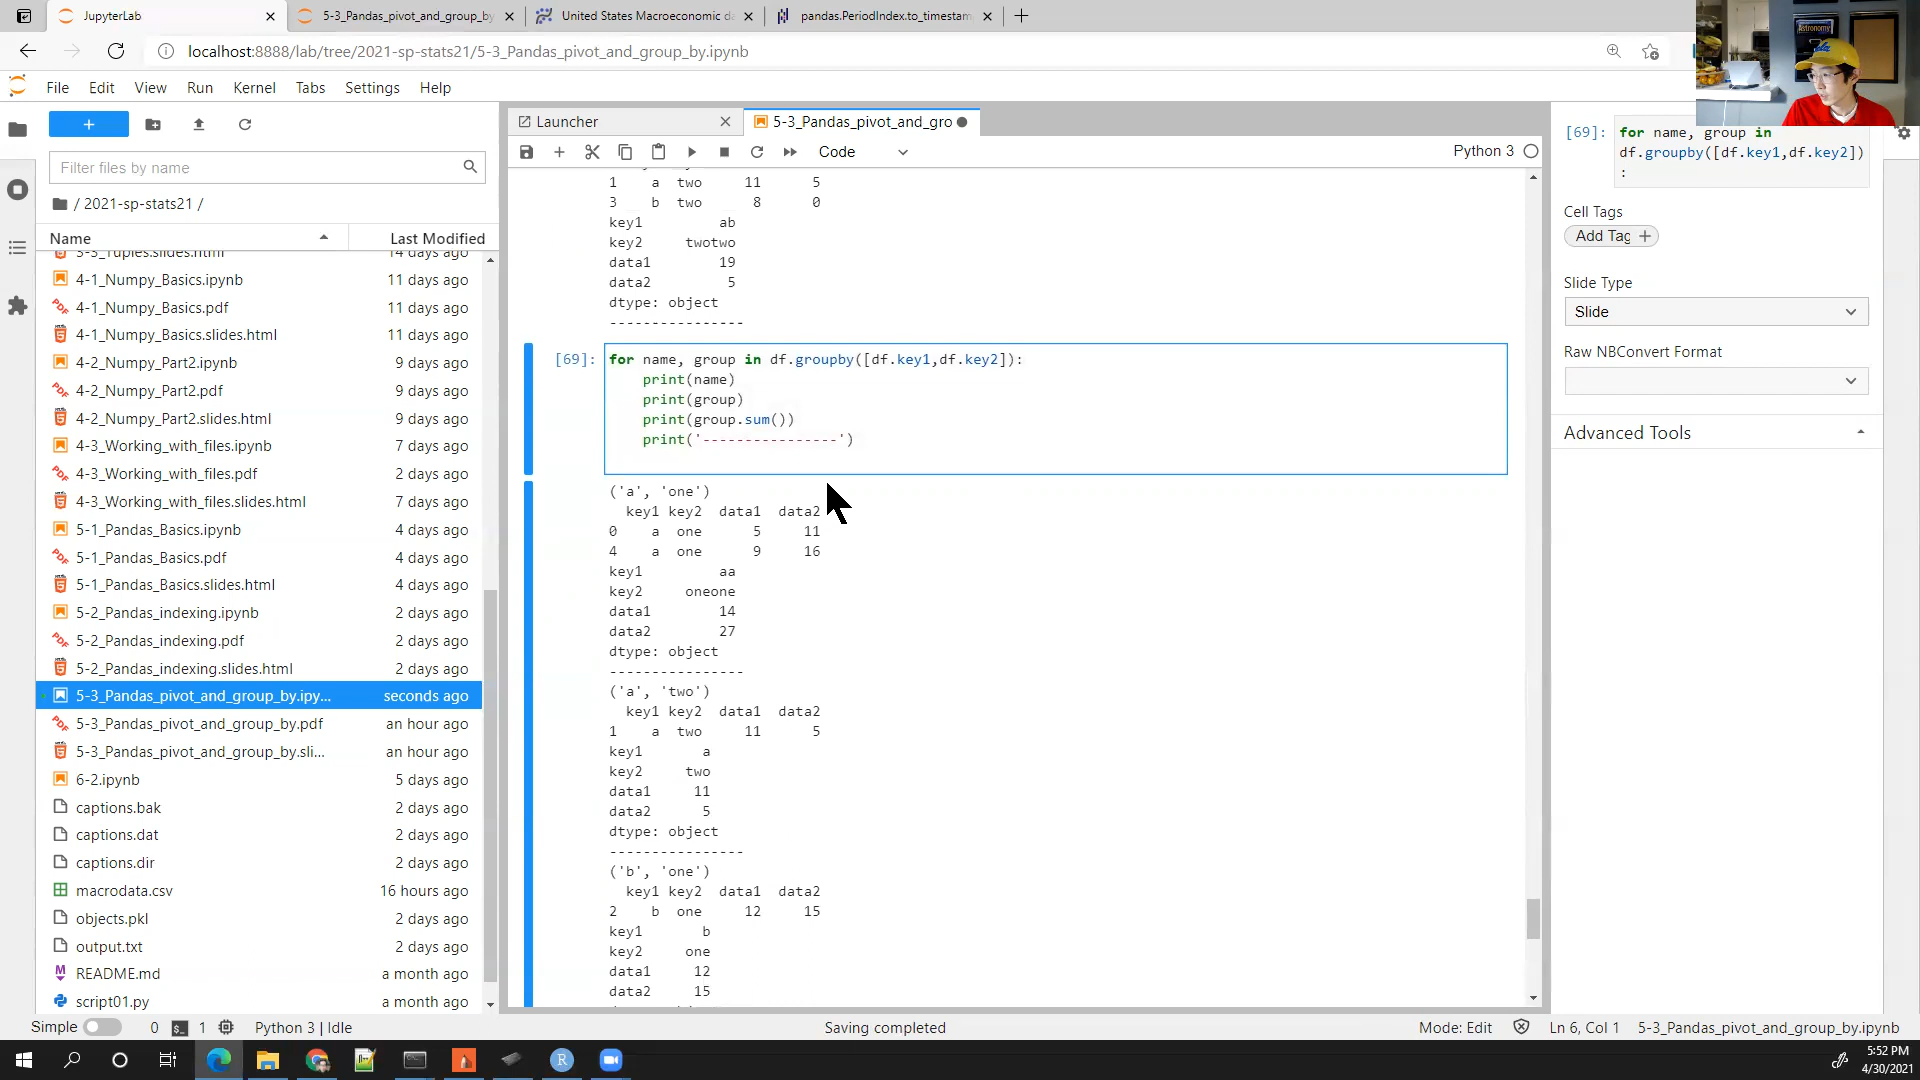 JupyterLab
5-3_Pandas_pivot_and_group_by
United States Macroeconomic d
pandas.PeriodIndex.to_timestam
localhost:8888/lab/tree/2021-sp-stats21/5-3_Pandas_pivot_and_group_by.ipynb
Astronomy
File Edit View Run Kernel Tabs Settings Help
Launcher
5-3_Pandas_pivot_and_gro
Filter files by name
Code
Python 3
/ 2021-sp-stats21 /
Name Last Modified
3-3_Tuples.slides.html 14 days ago
4-1_Numpy_Basics.ipynb 11 days ago
4-1_Numpy_Basics.pdf 11 days ago
4-1_Numpy_Basics.slides.html 11 days ago
4-2_Numpy_Part2.ipynb 9 days ago
4-2_Numpy_Part2.pdf 9 days ago
4-2_Numpy_Part2.slides.html 9 days ago
4-3_Working_with_files.ipynb 7 days ago
4-3_Working_with_files.pdf 2 days ago
4-3_Working_with_files.slides.html 7 days ago
5-1_Pandas_Basics.ipynb 4 days ago
5-1_Pandas_Basics.pdf 4 days ago
5-1_Pandas_Basics.slides.html 4 days ago
5-2_Pandas_indexing.ipynb 2 days ago
5-2_Pandas_indexing.pdf 2 days ago
5-2_Pandas_indexing.slides.html 2 days ago
5-3_Pandas_pivot_and_group_by.ipy... seconds ago
5-3_Pandas_pivot_and_group_by.pdf an hour ago
5-3_Pandas_pivot_and_group_by.sli... an hour ago
6-2.ipynb 5 days ago
captions.bak 2 days ago
captions.dat 2 days ago
captions.dir 2 days ago
macrodata.csv 16 hours ago
objects.pkl 2 days ago
output.txt 2 days ago
README.md a month ago
script01.py a month ago
1 a two 11 5
3 b two 8 0
key1 ab
key2 twotwo
data1 19
data2 5
dtype: object
----------------
[69]: for name, group in df.groupby([df.key1,df.key2]):
print(name)
print(group)
print(group.sum())
print('----------------')
('a', 'one')
key1 key2 data1 data2
0 a one 5 11
4 a one 9 16
key1 aa
key2 oneone
data1 14
data2 27
dtype: object
----------------
('a', 'two')
key1 key2 data1 data2
1 a two 11 5
key1 a
key2 two
data1 11
data2 5
dtype: object
----------------
('b', 'one')
key1 key2 data1 data2
2 b one 12 15
key1 b
key2 one
data1 12
data2 15
[69]: for name, group in
df.groupby([df.key1,df.key2])
:
Cell Tags
Add Tag +
Slide Type
Slide
Raw NBConvert Format
Advanced Tools
Simple 0 1 Python 3 | Idle Saving completed Mode: Edit Ln 6, Col 1 5-3_Pandas_pivot_and_group_by.ipynb
5:52 PM
4/30/2021